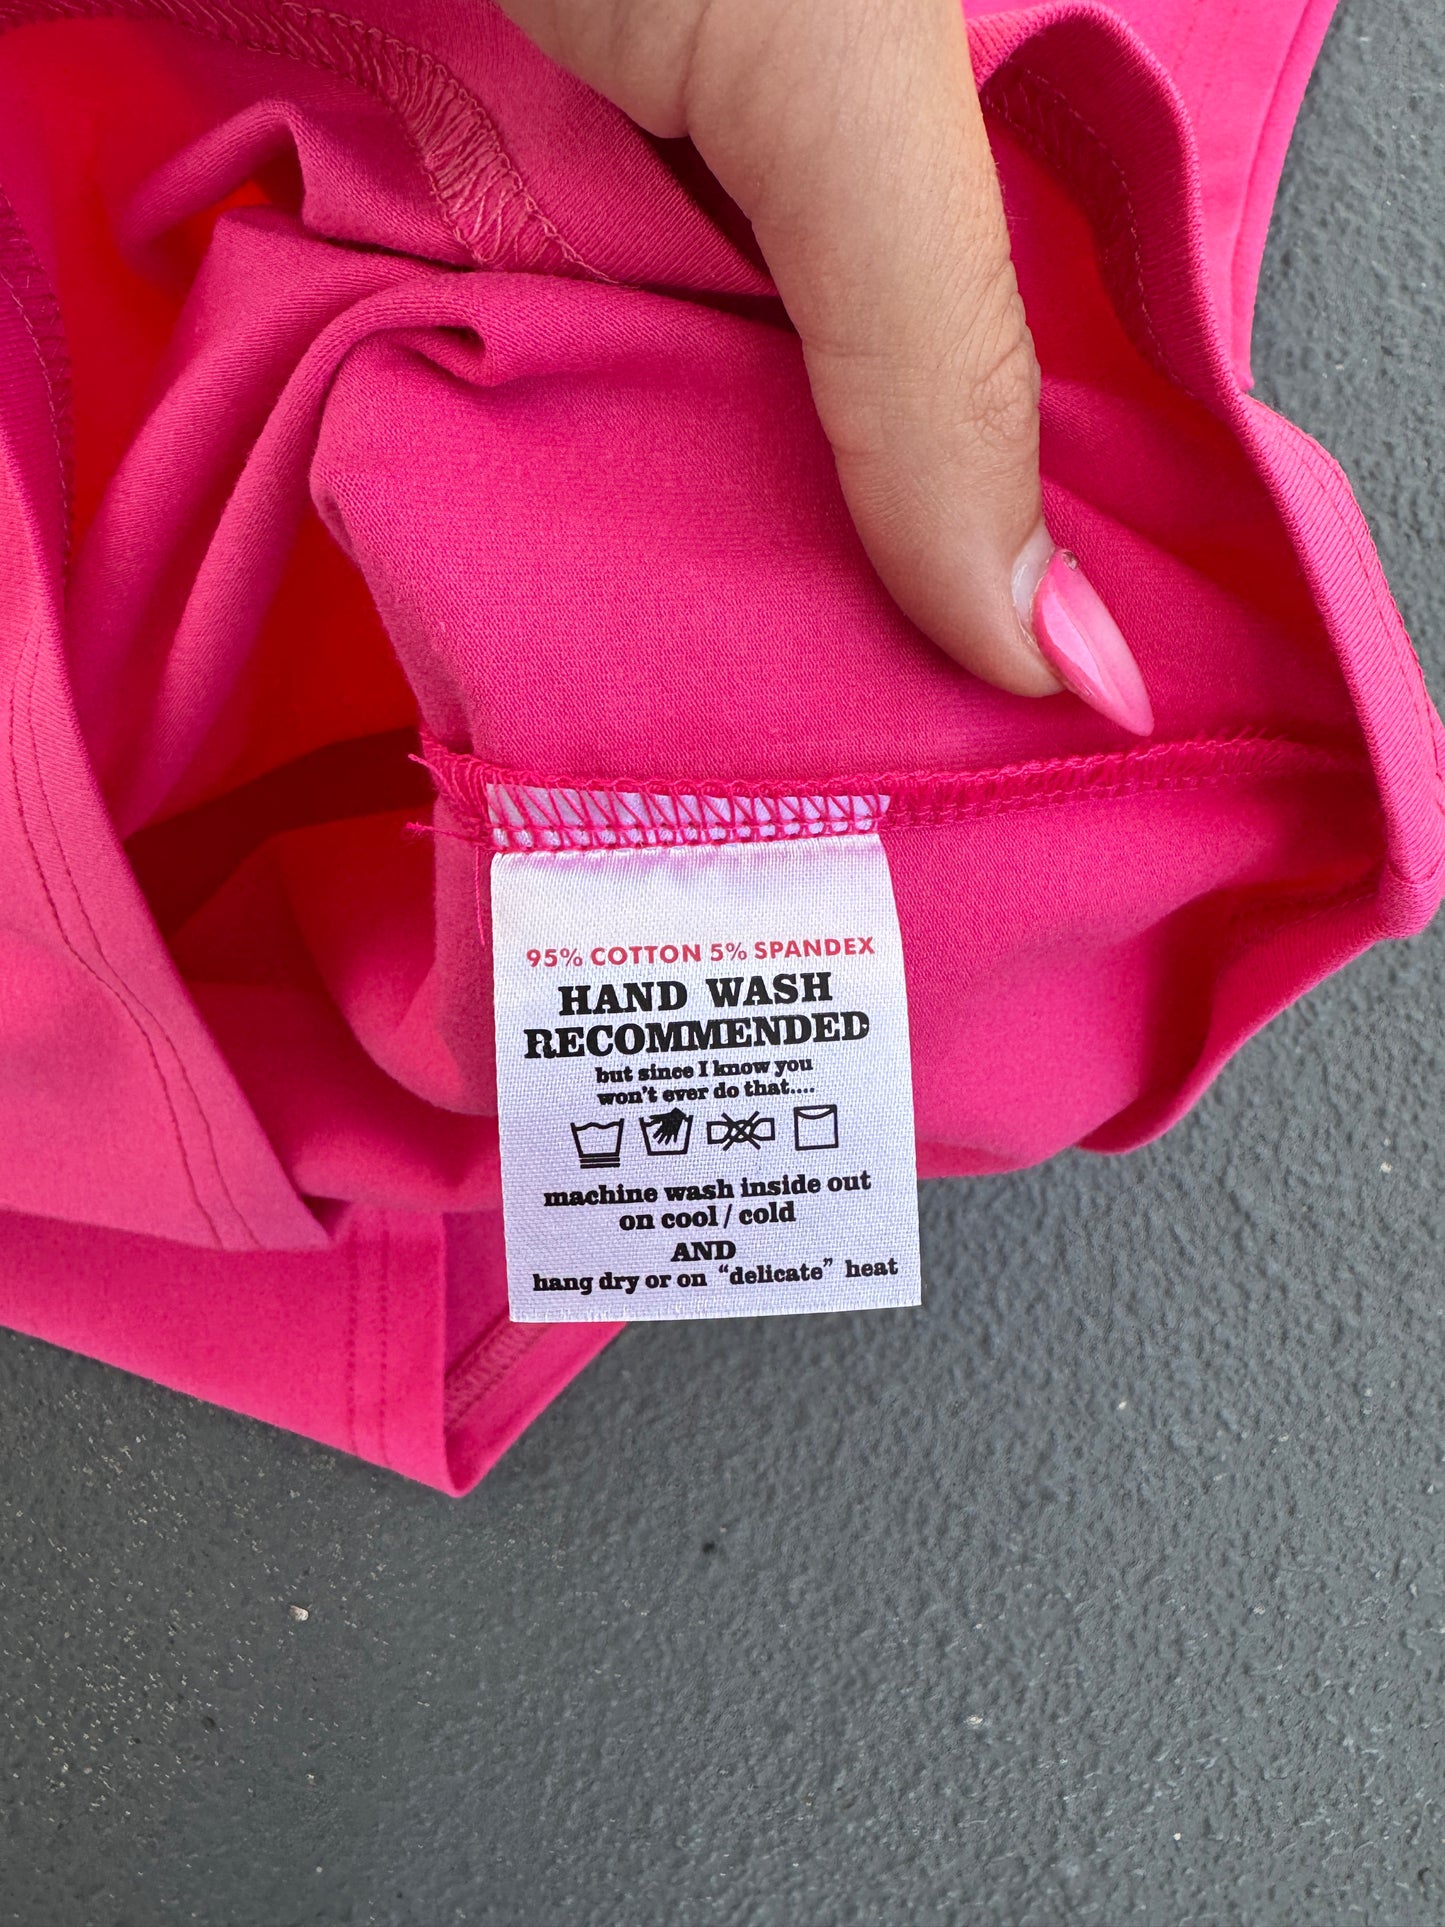 95% COTTON 5% SPANDEX
HAND WASH
RECOMMENDED
but since I know you
won't ever do that....
machine wash inside out
on cool / cold
AND
hang dry or on "delicate" heat